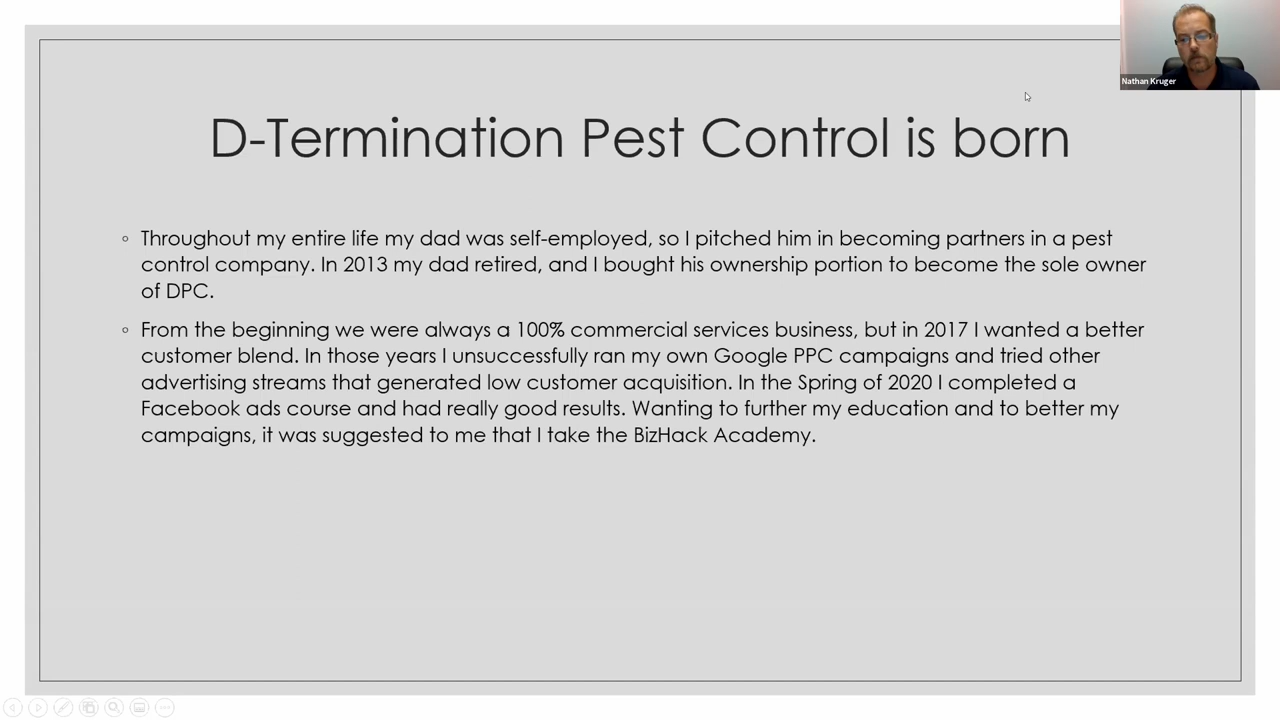 D-Termination Pest Control is born
Nathan Kruger
◦ Throughout my entire life my dad was self-employed, so I pitched him in becoming partners in a pest
control company. In 2013 my dad retired, and I bought his ownership portion to become the sole owner
of DPC.
◦ From the beginning we were always a 100% commercial services business, but in 2017 I wanted a better
customer blend. In those years I unsuccessfully ran my own Google PPC campaigns and tried other
advertising streams that generated low customer acquisition. In the Spring of 2020 I completed a
Facebook ads course and had really good results. Wanting to further my education and to better my
campaigns, it was suggested to me that I take the BizHack Academy.